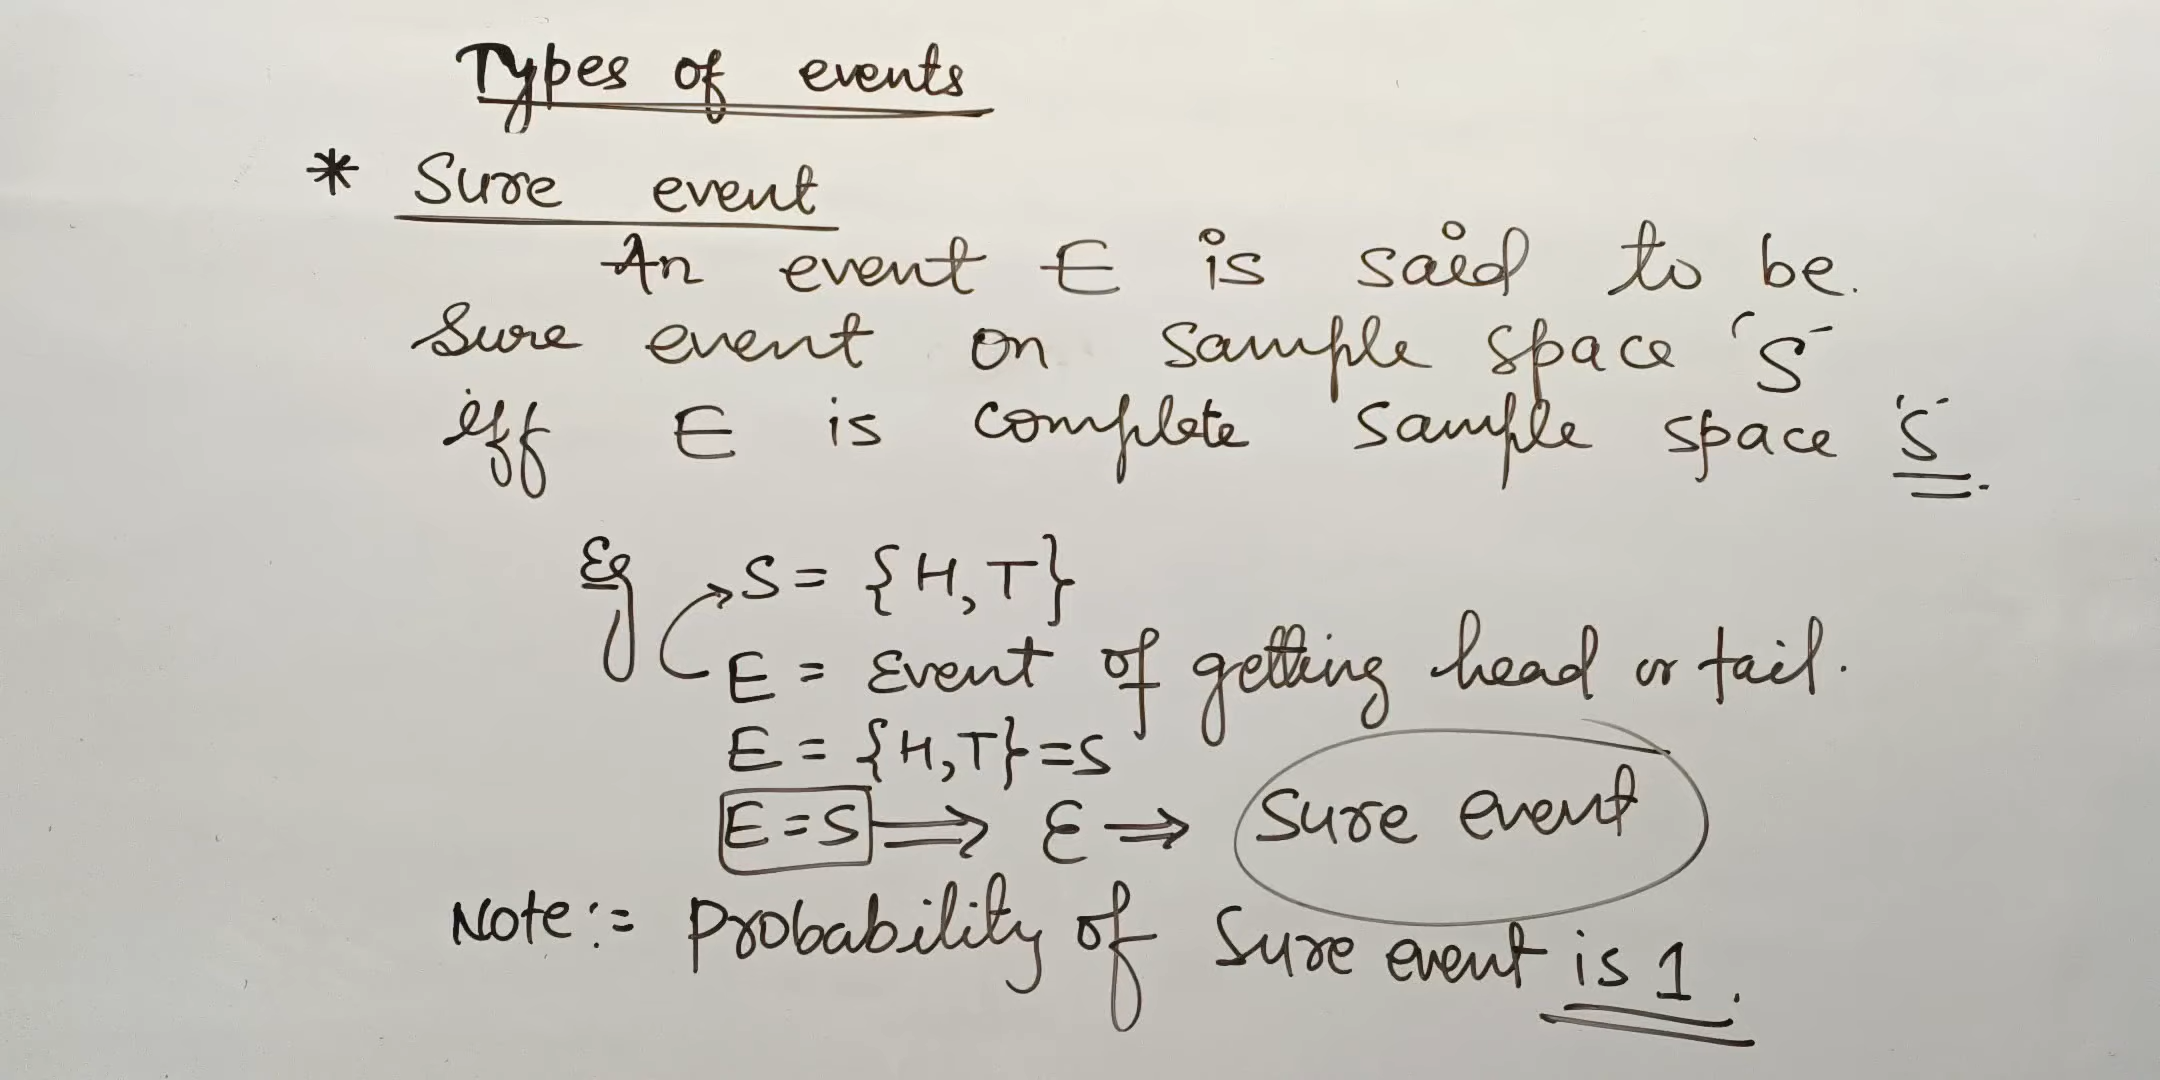 Types of events
* Sure event
An event E is said to be.
Sure event on sample space 'S'
iff E is complete sample space 'S'.
Eg S = {H,T}
E = Event of getting head or tail.
E = {H,T} = S
E = S ⟹ E ⟹ Sure event
Note:= Probability of Sure event is 1.